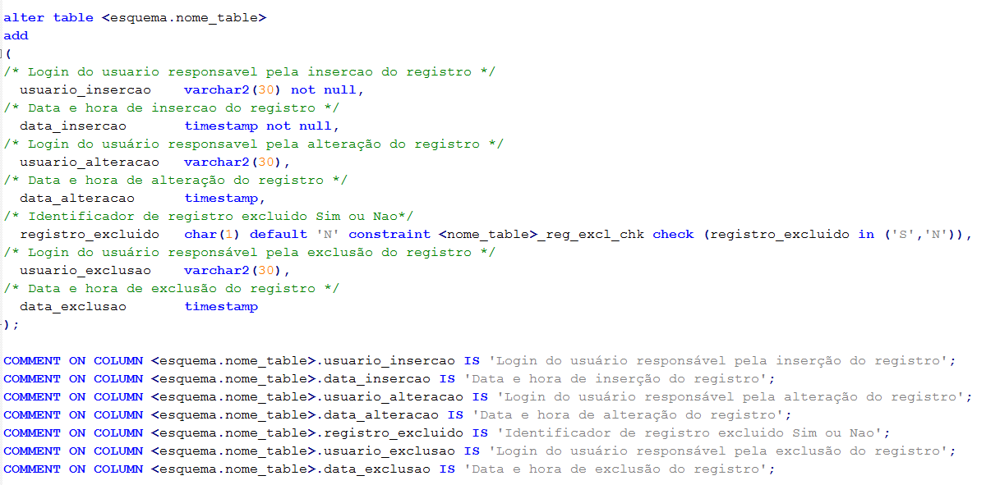 alter table <esquema.nome_table>
add
(
/* Login do usuario responsavel pela insercao do registro */
usuario_insercao varchar2(30) not null,
/* Data e hora de insercao do registro */
data_insercao timestamp not null,
/* Login do usuário responsavel pela alteração do registro */
usuario_alteracao varchar2(30),
/* Data e hora de alteração do registro */
data_alteracao timestamp,
/* Identificador de registro excluido Sim ou Nao*/
registro_excluido char(1) default 'N' constraint <nome_table>_reg_excl_chk check (registro_excluido in ('S','N')),
/* Login do usuário responsável pela exclusão do registro */
usuario_exclusao varchar2(30),
/* Data e hora de exclusão do registro */
data_exclusao timestamp
);
COMMENT ON COLUMN <esquema.nome_table>.usuario_insercao IS 'Login do usuário responsável pela inserção do registro';
COMMENT ON COLUMN <esquema.nome_table>.data_insercao IS 'Data e hora de inserção do registro';
COMMENT ON COLUMN <esquema.nome_table>.usuario_alteracao IS 'Login do usuário responsável pela alteração do registro';
COMMENT ON COLUMN <esquema.nome_table>.data_alteracao IS 'Data e hora de alteração do registro';
COMMENT ON COLUMN <esquema.nome_table>.registro_excluido IS 'Identificador de registro excluido Sim ou Nao';
COMMENT ON COLUMN <esquema.nome_table>.usuario_exclusao IS 'Login do usuário responsável pela exclusão do registro';
COMMENT ON COLUMN <esquema.nome_table>.data_exclusao IS 'Data e hora de exclusão do registro';